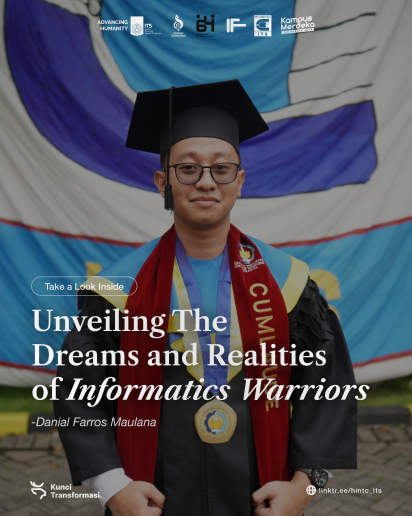 ADVANCING
HUMANITY
ITS
IF
Kampus
Merdeka
Take a Look Inside
CUMLAUDE
Unveiling The
Dreams and Realities
of Informatics Warriors
-Danial Farros Maulana
Kunci
Transformasi.
linktr.ee/hmtc_its